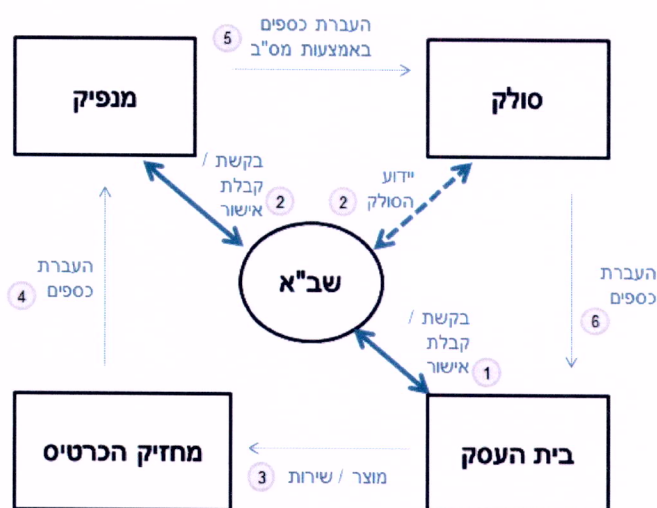 העברת כספים
באמצעות מס"ב
5
סולק
מנפיק
יידוע
הסולק
2
בקשת /
קבלת
אישור
2
שב"א
העברת
כספים
6
העברת
כספים
4
בקשת /
קבלת
אישור
1
בית העסק
מחזיק הכרטיס
מוצר / שירות
3